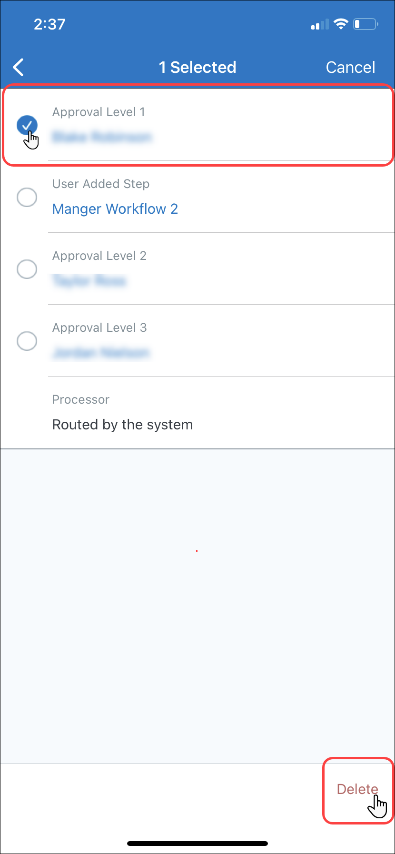 2:37
1 Selected
Cancel
Approval Level 1
User Added Step
Manger Workflow 2
Approval Level 2
Approval Level 3
Processor
Routed by the system
Delete